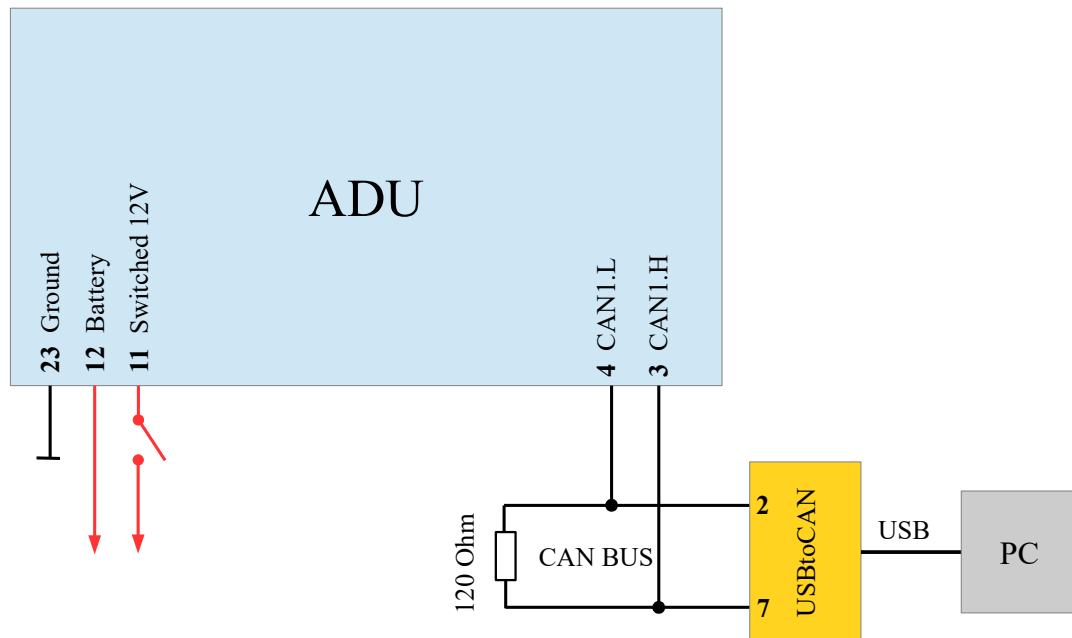 ADU
23 Ground
12 Battery
11 Switched 12V
4 CAN1.L
3 CAN1.H
120 Ohm
CAN BUS
2
7
USBtoCAN
USB
PC